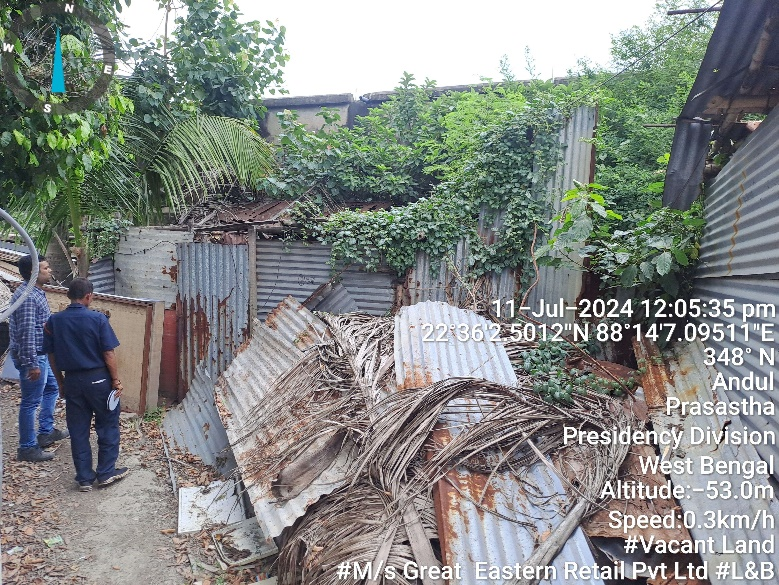 N
W E
S
11-Jul-2024 12:05:35 pm
22°36'2.5012"N 88°14'7.09511"E
348° N
Andul
Prasastha
Presidency Division
West Bengal
Altitude:-53.0m
Speed:0.3km/h
#Vacant Land
#M/s Great Eastern Retail Pvt Ltd #L&B